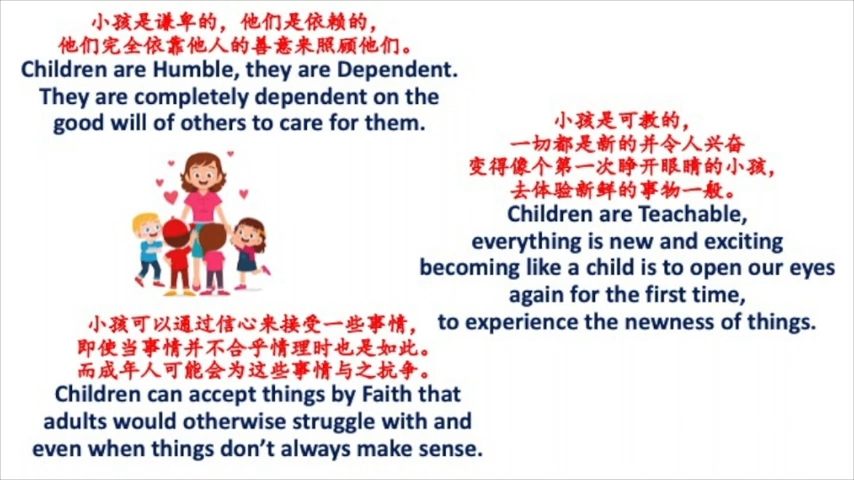 小孩是谦卑的，他们是依赖的，
他们完全依靠他人的善意来照顾他们。
Children are Humble, they are Dependent.
They are completely dependent on the
good will of others to care for them.
小孩是可教的，
一切都是新的并令人兴奋
变得像个第一次睁开眼睛的小孩，
去体验新鲜的事物一般。
Children are Teachable,
everything is new and exciting
becoming like a child is to open our eyes
again for the first time,
to experience the newness of things.
小孩可以通过信心来接受一些事情，
即使当事情并不合乎情理时也是如此。
而成年人可能会为这些事情与之抗争。
Children can accept things by Faith that
adults would otherwise struggle with and
even when things don’t always make sense.